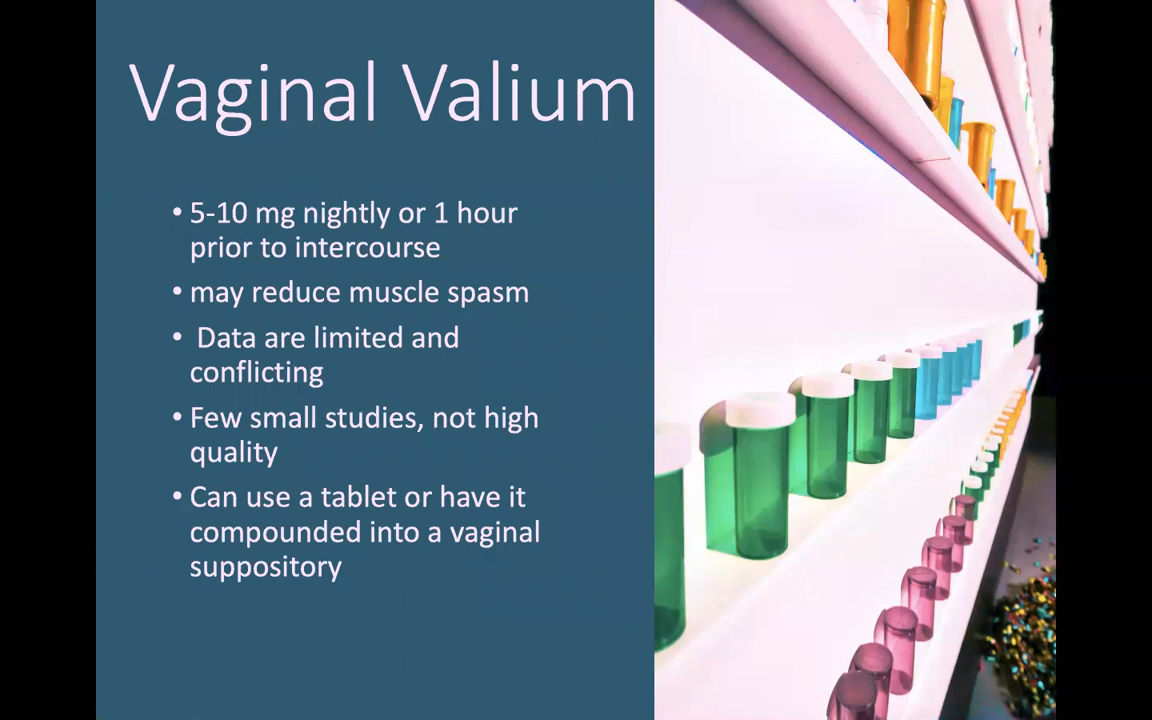 Vaginal Valium
• 5-10 mg nightly or 1 hour
prior to intercourse
• may reduce muscle spasm
• Data are limited and
conflicting
• Few small studies, not high
quality
• Can use a tablet or have it
compounded into a vaginal
suppository